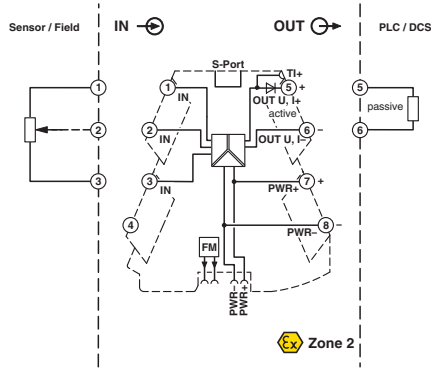 Sensor / Field
IN
OUT
PLC / DCS
S-Port
TI+
1
1
IN
5
+
OUT U, I+
active
5
passive
2
2
IN
6
–
OUT U, I–
6
3
3
IN
7
+
PWR+
4
8
–
PWR–
FM
PWR–
PWR+
Ex
Zone 2